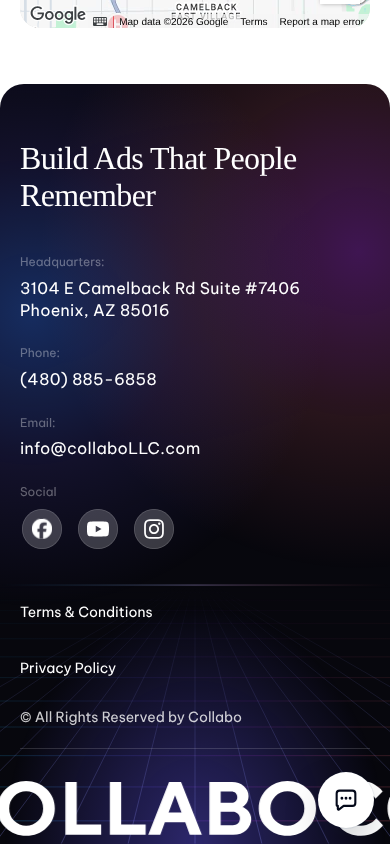 CAMELBACK
EAST VILLAGE
Google
Map data ©2026 Google Terms Report a map error
Build Ads That People
Remember
Headquarters:
3104 E Camelback Rd Suite #7406
Phoenix, AZ 85016
Phone:
(480) 885-6858
Email:
info@collaboLLC.com
Social
Terms & Conditions
Privacy Policy
© All Rights Reserved by Collabo
OLLABO